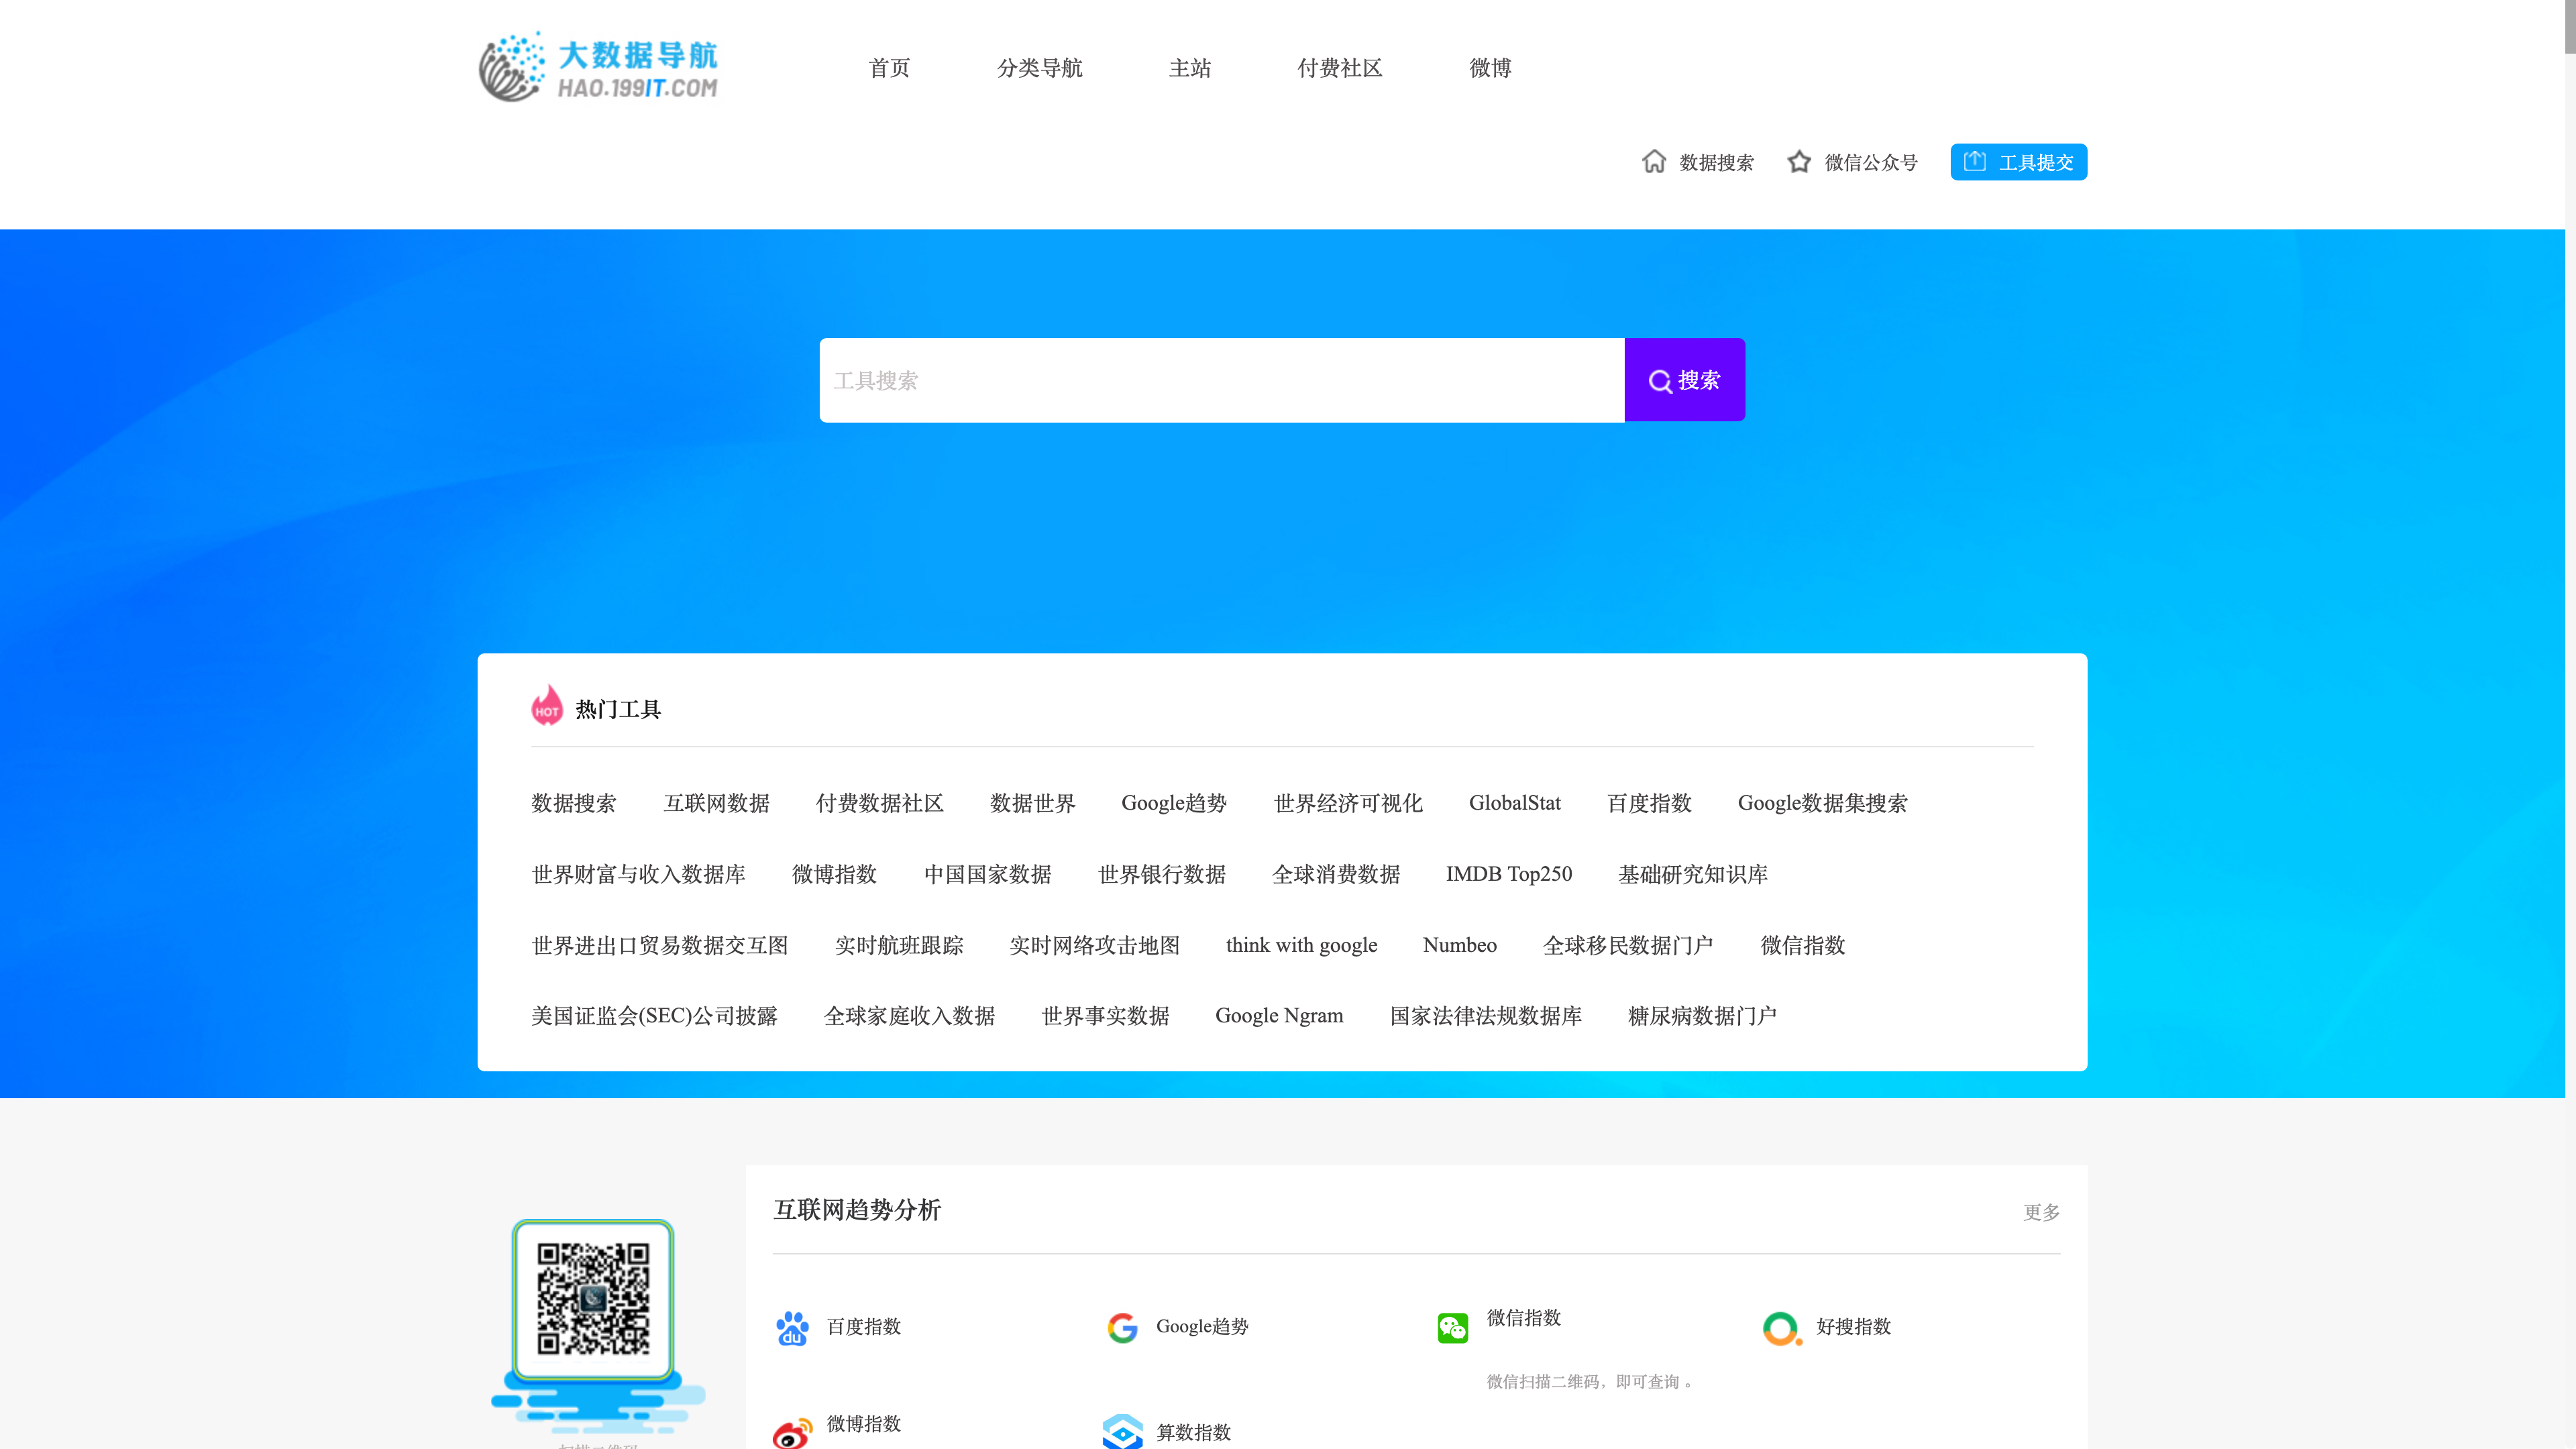 大数据导航
HAO.199IT.COM
首页 分类导航 主站 付费社区 微博
数据搜索 微信公众号 工具提交
工具搜索 搜索
HOT 热门工具
数据搜索 互联网数据 付费数据社区 数据世界 Google趋势 世界经济可视化 GlobalStat 百度指数 Google数据集搜索
世界财富与收入数据库 微博指数 中国国家数据 世界银行数据 全球消费数据 IMDB Top250 基础研究知识库
世界进出口贸易数据交互图 实时航班跟踪 实时网络攻击地图 think with google Numbeo 全球移民数据门户 微信指数
美国证监会(SEC)公司披露 全球家庭收入数据 世界事实数据 Google Ngram 国家法律法规数据库 糖尿病数据门户
互联网趋势分析 更多
du 百度指数 Google趋势 微信指数 好搜指数
微信扫描二维码，即可查询 。
微博指数 算数指数